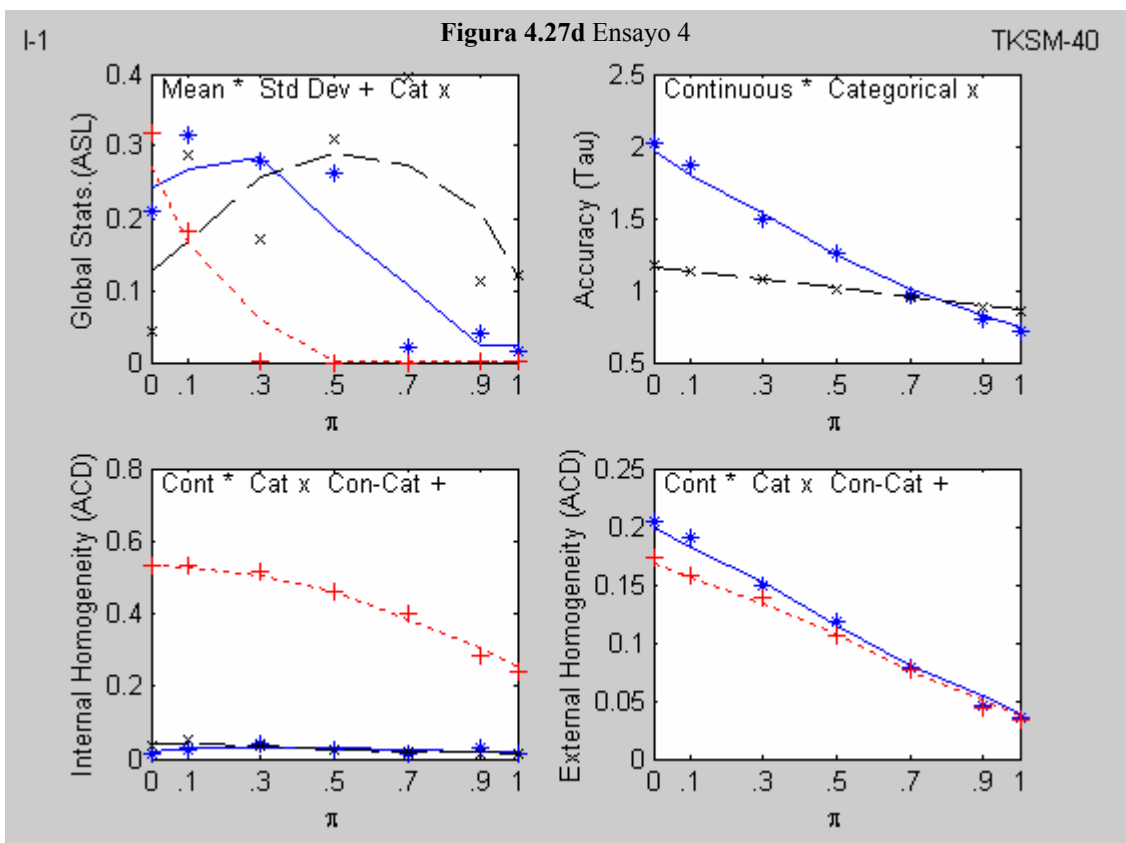 Figura 4.27d Ensayo 4
I-1
TKSM-40
Mean * Std Dev + Cat x
Global Stats.(ASL)
0.4
0.3
0.2
0.1
0
0 .1 .3 .5 .7 .9 1
π
Continuous * Categorical x
Accuracy (Tau)
2.5
2
1.5
1
0.5
0 .1 .3 .5 .7 .9 1
π
Cont * Cat x Con-Cat +
Internal Homogeneity (ACD)
0.8
0.6
0.4
0.2
0
0 .1 .3 .5 .7 .9 1
π
Cont * Cat x Con-Cat +
External Homogeneity (ACD)
0.25
0.2
0.15
0.1
0.05
0
0 .1 .3 .5 .7 .9 1
π